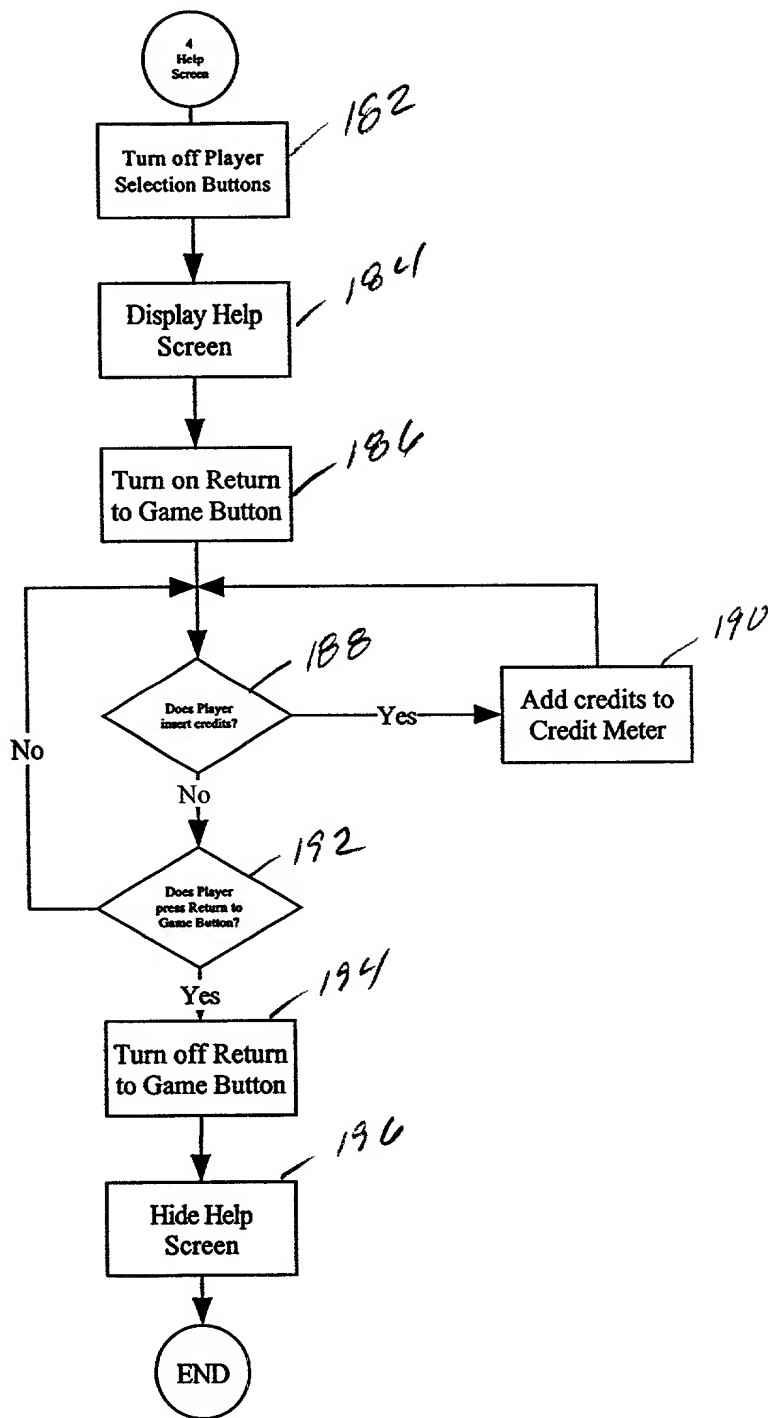 4
Help
Screen
182
Turn off Player
Selection Buttons
184
Display Help
Screen
186
Turn on Return
to Game Button
188
Does Player
insert credits?
Yes
190
Add credits to
Credit Meter
No
No
192
Does Player
press Return to
Game Button?
Yes
194
Turn off Return
to Game Button
196
Hide Help
Screen
END